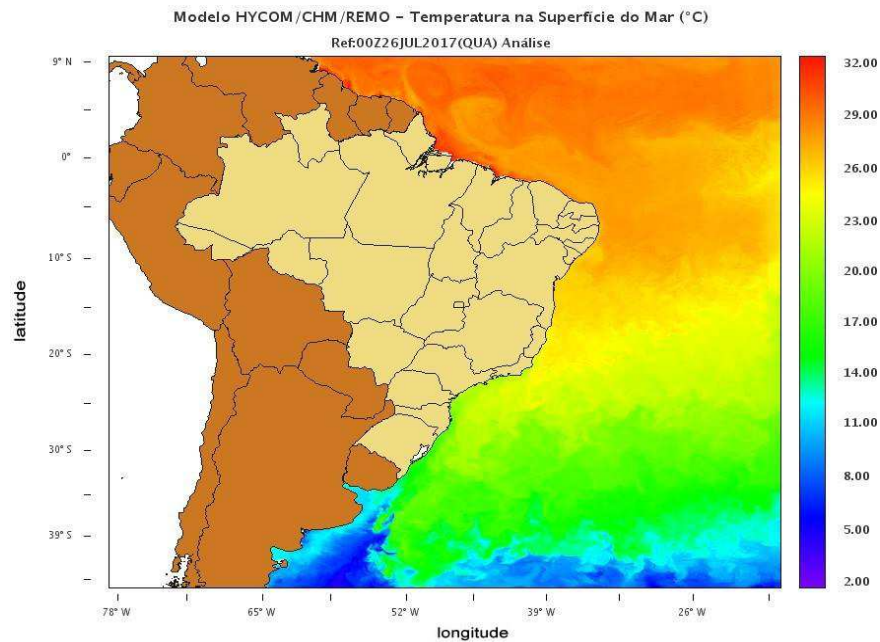 Modelo HYCOM/CHM/REMO – Temperatura na Superfície do Mar (°C)
Ref:00Z26JUL2017(QUA) Análise
9° N
0°
10° S
20° S
30° S
39° S
latitude
78° W
65° W
52° W
39° W
26° W
longitude
32.00
29.00
26.00
23.00
20.00
17.00
14.00
8.00
5.00
2.00